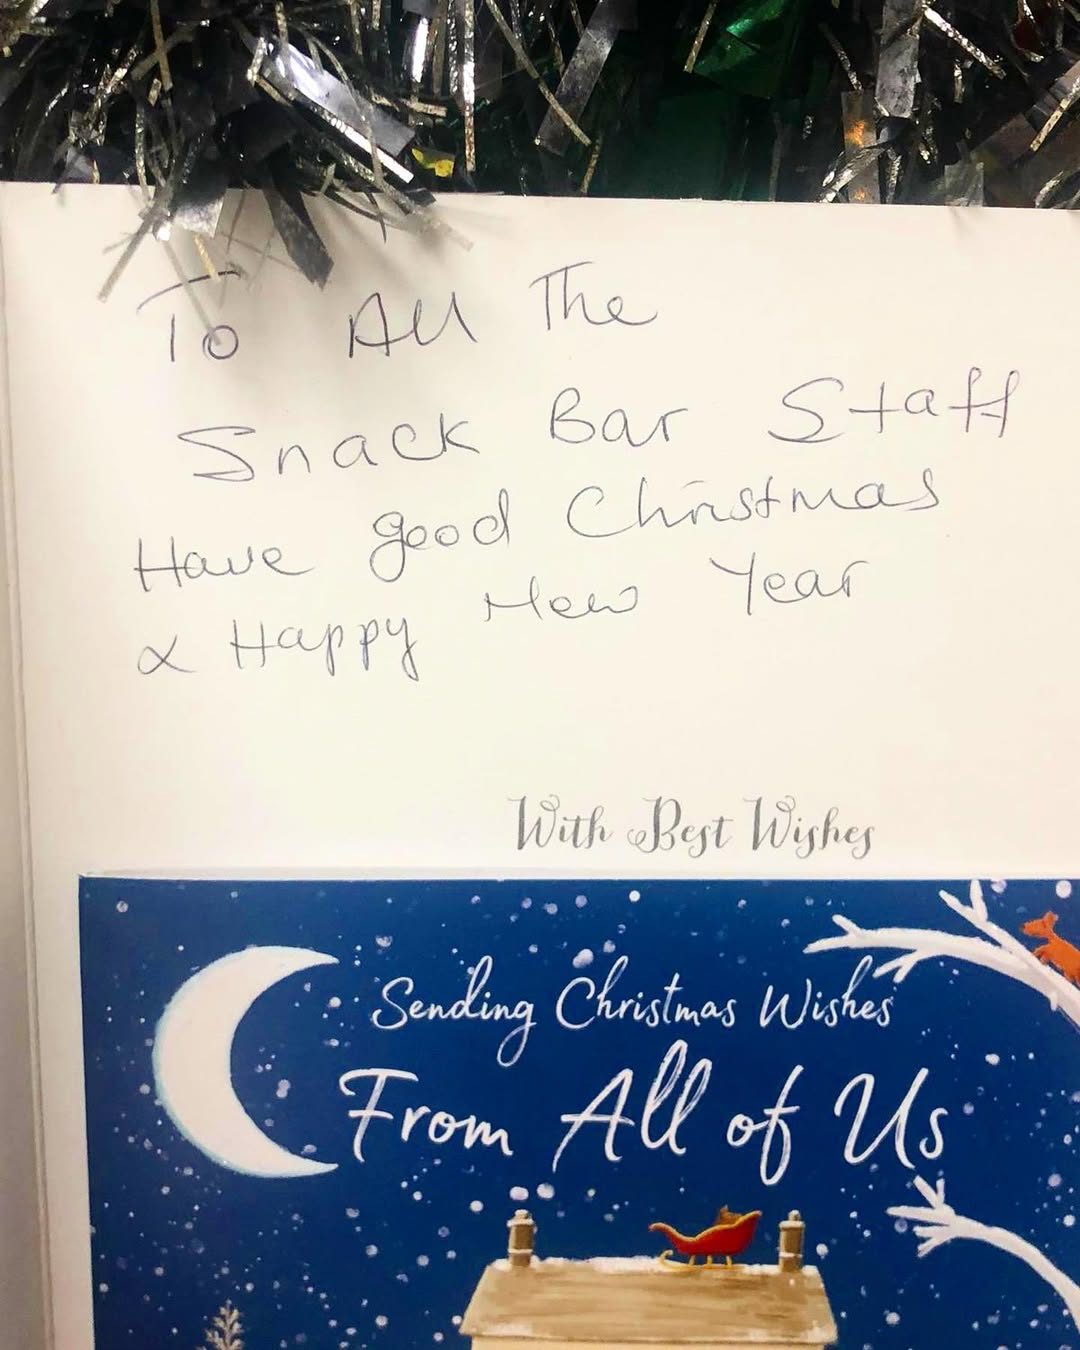 To All The
Snack Bar Staff
Have good Christmas
& Happy New Year
With Best Wishes
Sending Christmas Wishes
From All of Us